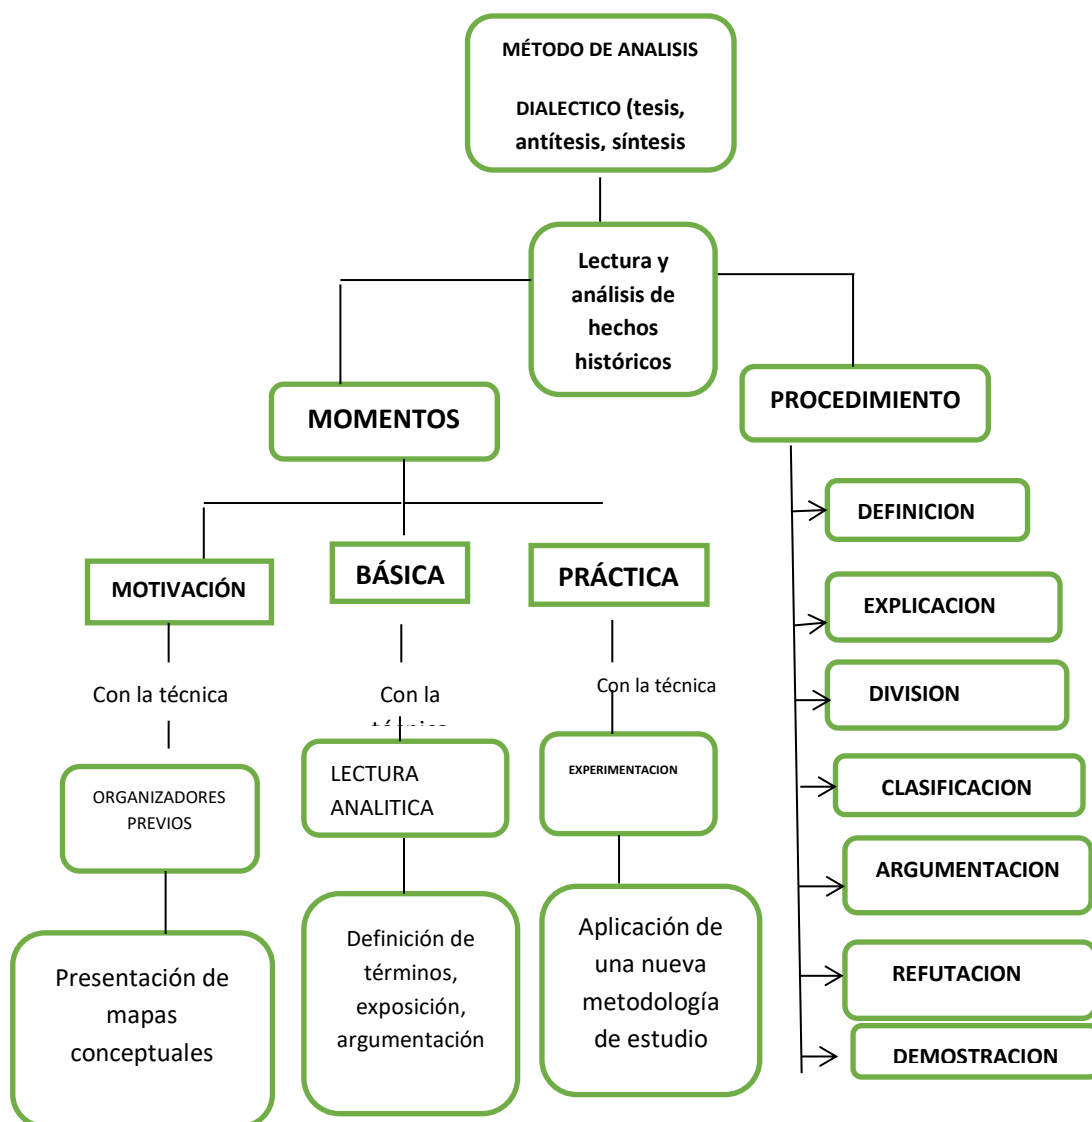 MÉTODO DE ANALISIS
DIALECTICO (tesis,
antítesis, síntesis
Lectura y
análisis de
hechos
históricos
MOMENTOS
PROCEDIMIENTO
MOTIVACIÓN
BÁSICA
PRÁCTICA
Con la técnica
Con la
Con la técnica
ORGANIZADORES
PREVIOS
LECTURA
ANALITICA
EXPERIMENTACION
Presentación de
mapas
conceptuales
Definición de
términos,
exposición,
argumentación
Aplicación de
una nueva
metodología
de estudio
DEFINICION
EXPLICACION
DIVISION
CLASIFICACION
ARGUMENTACION
REFUTACION
DEMOSTRACION